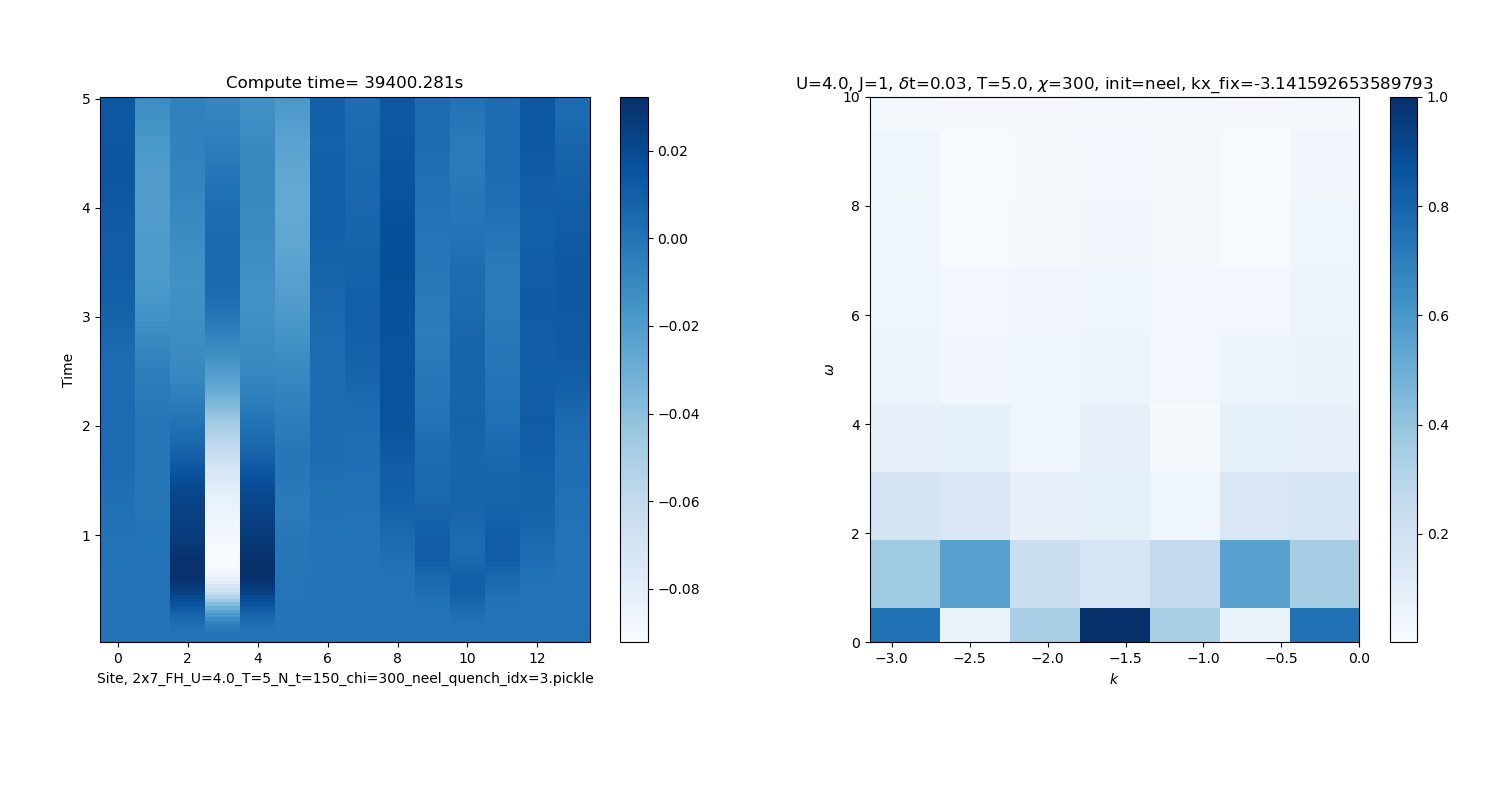 Compute time= 39400.281s
5
4
3
2
1
Time
0 2 4 6 8 10 12
Site, 2x7_FH_U=4.0_T=5_N_t=150_chi=300_neel_quench_idx=3.pickle
0.02
0.00
−0.02
−0.04
−0.06
−0.08
U=4.0, J=1, δt=0.03, T=5.0, χ=300, init=neel, kx_fix=-3.141592653589793
10
8
6
4
2
0
ω
−3.0 −2.5 −2.0 −1.5 −1.0 −0.5 0.0
k
1.0
0.8
0.6
0.4
0.2